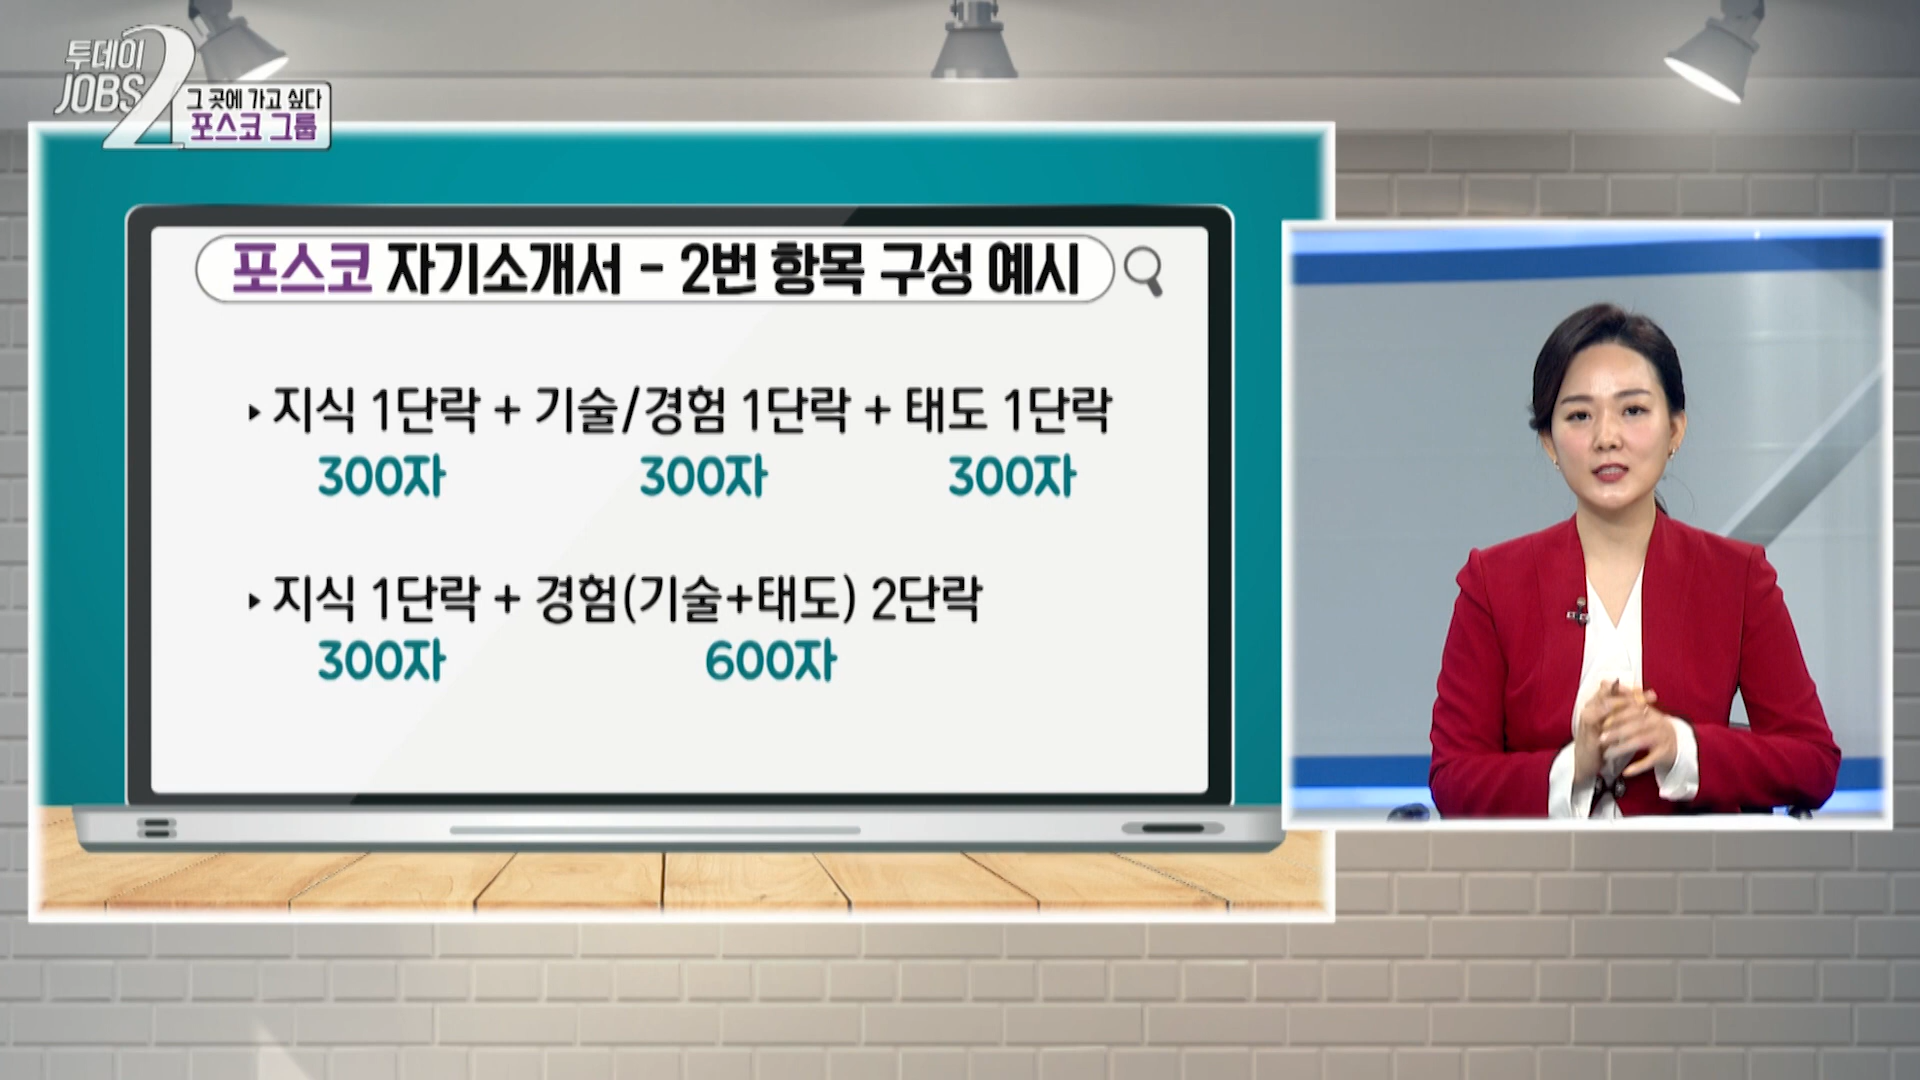 투데이
JOBS 2
그 곳에 가고 싶다
포스코 그룹
포스코 자기소개서 - 2번 항목 구성 예시
▸지식 1단락 + 기술/경험 1단락 + 태도 1단락
300자 300자 300자
▸지식 1단락 + 경험(기술+태도) 2단락
300자 600자